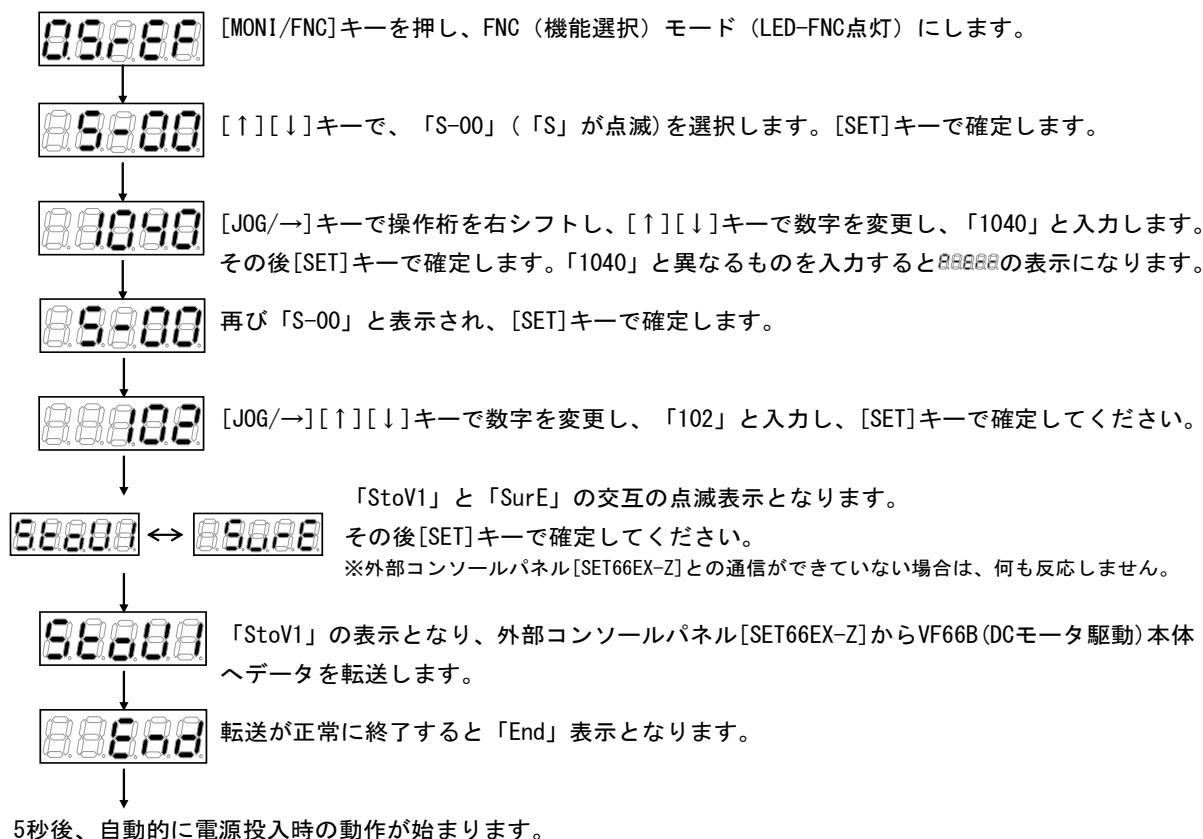 0.SrEF
[MONI/FNC]キーを押し、FNC（機能選択）モード（LED-FNC点灯）にします。
S-00
[↑][↓]キーで、「S-00」(「S」が点滅)を選択します。[SET]キーで確定します。
1040
[JOG/→]キーで操作桁を右シフトし、[↑][↓]キーで数字を変更し、「1040」と入力します。
その後[SET]キーで確定します。「1040」と異なるものを入力するとの表示になります。
S-00
再び「S-00」と表示され、[SET]キーで確定します。
102
[JOG/→][↑][↓]キーで数字を変更し、「102」と入力し、[SET]キーで確定してください。
「StoV1」と「SurE」の交互の点滅表示となります。
StoU1 ↔ SurE
その後[SET]キーで確定してください。
※外部コンソールパネル[SET66EX-Z]との通信ができていない場合は、何も反応しません。
StoU1
「StoV1」の表示となり、外部コンソールパネル[SET66EX-Z]からVF66B(DCモータ駆動)本体
へデータを転送します。
End
転送が正常に終了すると「End」表示となります。
5秒後、自動的に電源投入時の動作が始まります。